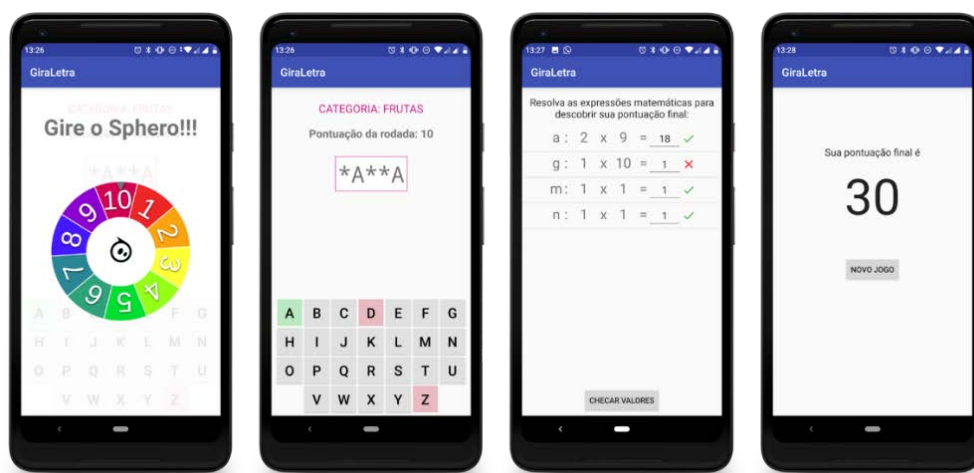 13:26
GiraLetra
CATEGORIA: FRUTAS
Gire o Sphero!!!
*A**A
10
1
2
3
4
5
6
7
8
9
A B F G
H I J K L M N
O P Q R S T U
V W X Y Z
13:26
GiraLetra
CATEGORIA: FRUTAS
Pontuação da rodada: 10
*A**A
A B C D E F G
H I J K L M N
O P Q R S T U
V W X Y Z
13:27
GiraLetra
Resolva as expressões matemáticas para
descobrir sua pontuação final:
a: 2 x 9 = 18
g: 1 x 10 = 1
m: 1 x 1 = 1
n: 1 x 1 = 1
CHECAR VALORES
13:28
GiraLetra
Sua pontuação final é
30
NOVO JOGO